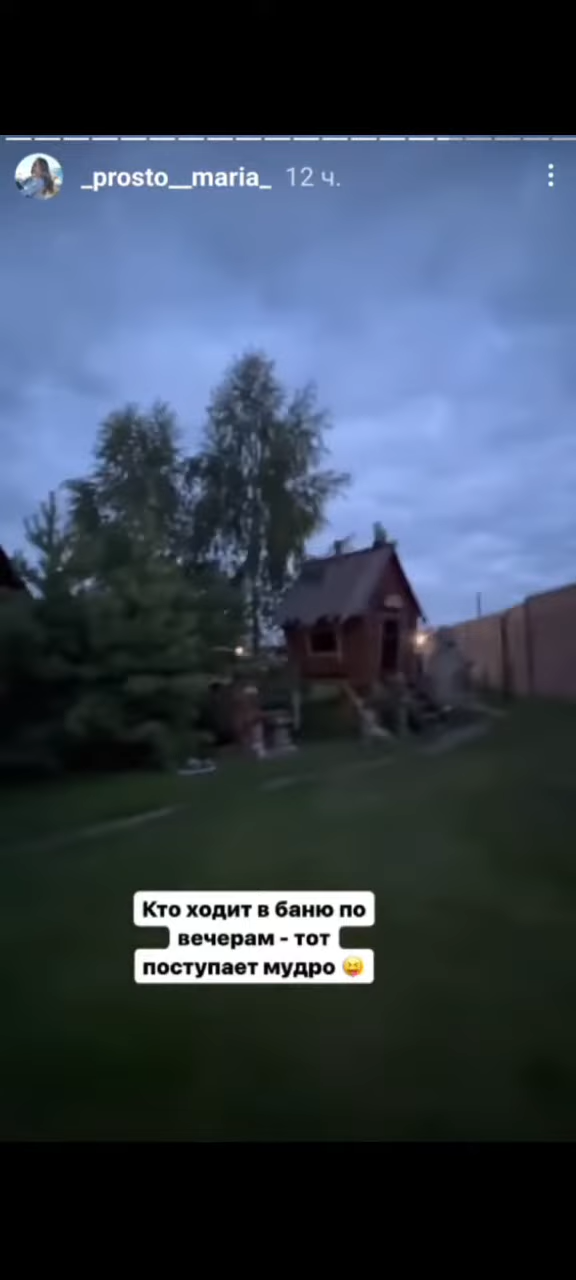 _prosto__maria_ 12 ч.
Кто ходит в баню по
вечерам - тот
поступает мудро 😝